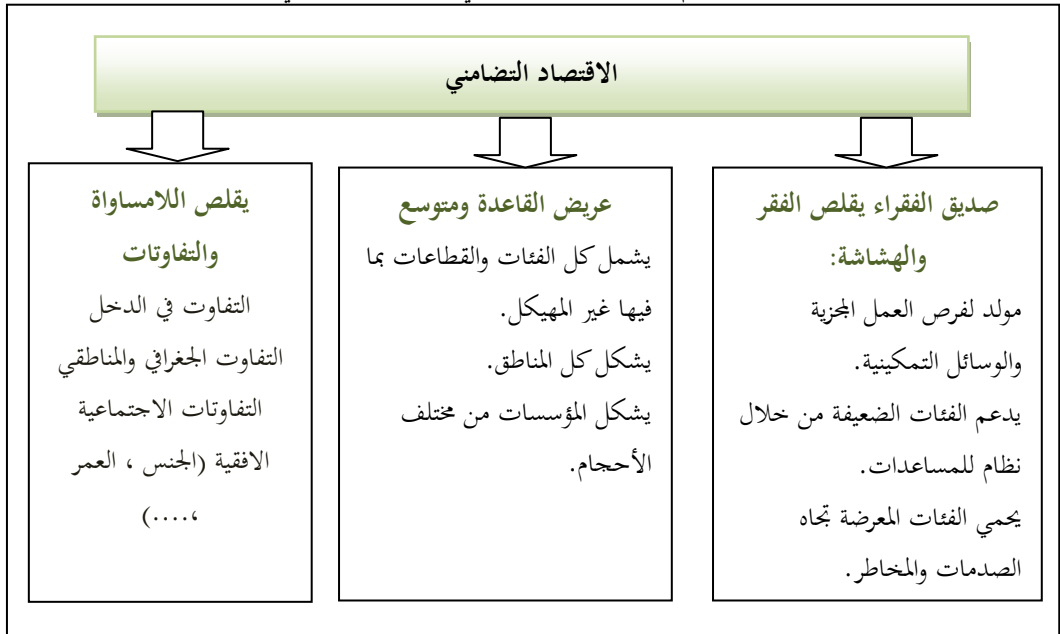 الاقتصاد التضامني
صديق الفقراء يقلص الفقر
والهشاشة:
مولد لفرص العمل المجزية
والوسائل التمكينية.
يدعم الفئات الضعيفة من خلال
نظام للمساعدات.
يحمي الفئات المعرضة تجاه
الصدمات والمخاطر.
عريض القاعدة ومتوسع
يشمل كل الفئات والقطاعات بما
فيها غير المهيكل.
يشكل كل المناطق.
يشكل المؤسسات من مختلف
الأحجام.
يقلص اللامساواة
والتفاوتات
التفاوت في الدخل
التفاوت الجغرافي والمناطقي
التفاوتات الاجتماعية
الافقية (الجنس ، العمر
،....)